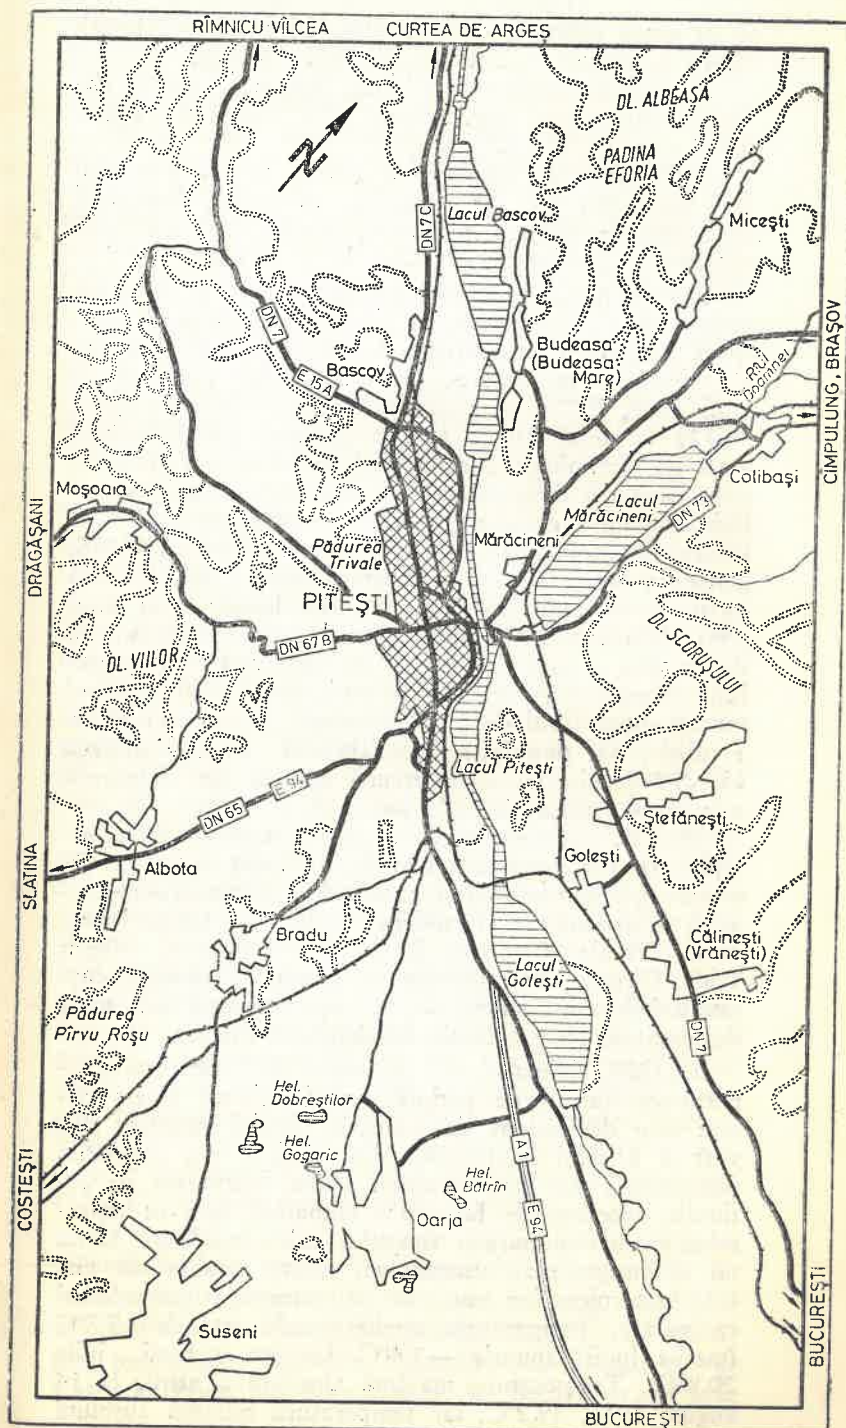 RÎMNICU VÎLCEA
CURTEA DE ARGEȘ
DL. ALBEASA
PADINA
EFORIA
Micești
Lacul Bascov
DN 7C
DN 7
E 15A
Bascov
Budeasa
(Budeasa
Mare)
Rîul
Doamnei
CÎMPULUNG, BRAȘOV
Colibași
Lacul
Mărăcineni
DN 73
Mărăcineni
Moșoaia
DRĂGĂȘANI
Pădurea
Trivale
PITEȘTI
DN 67B
DL. VIILOR
DL. SCORUȘULUI
Lacul Pitești
E 94
DN 65
Albota
SLATINA
Ștefănești
Golești
Bradu
Lacul
Golești
Călinești
(Vrănești)
DN7
Pădurea
Pîrvu Roșu
Hel.
Dobreștilor
Hel.
Gogaric
Hel.
Bătrîn
Oarja
A1
E 94
COSTEȘTI
Suseni
BUCUREȘTI
BUCUREȘTI